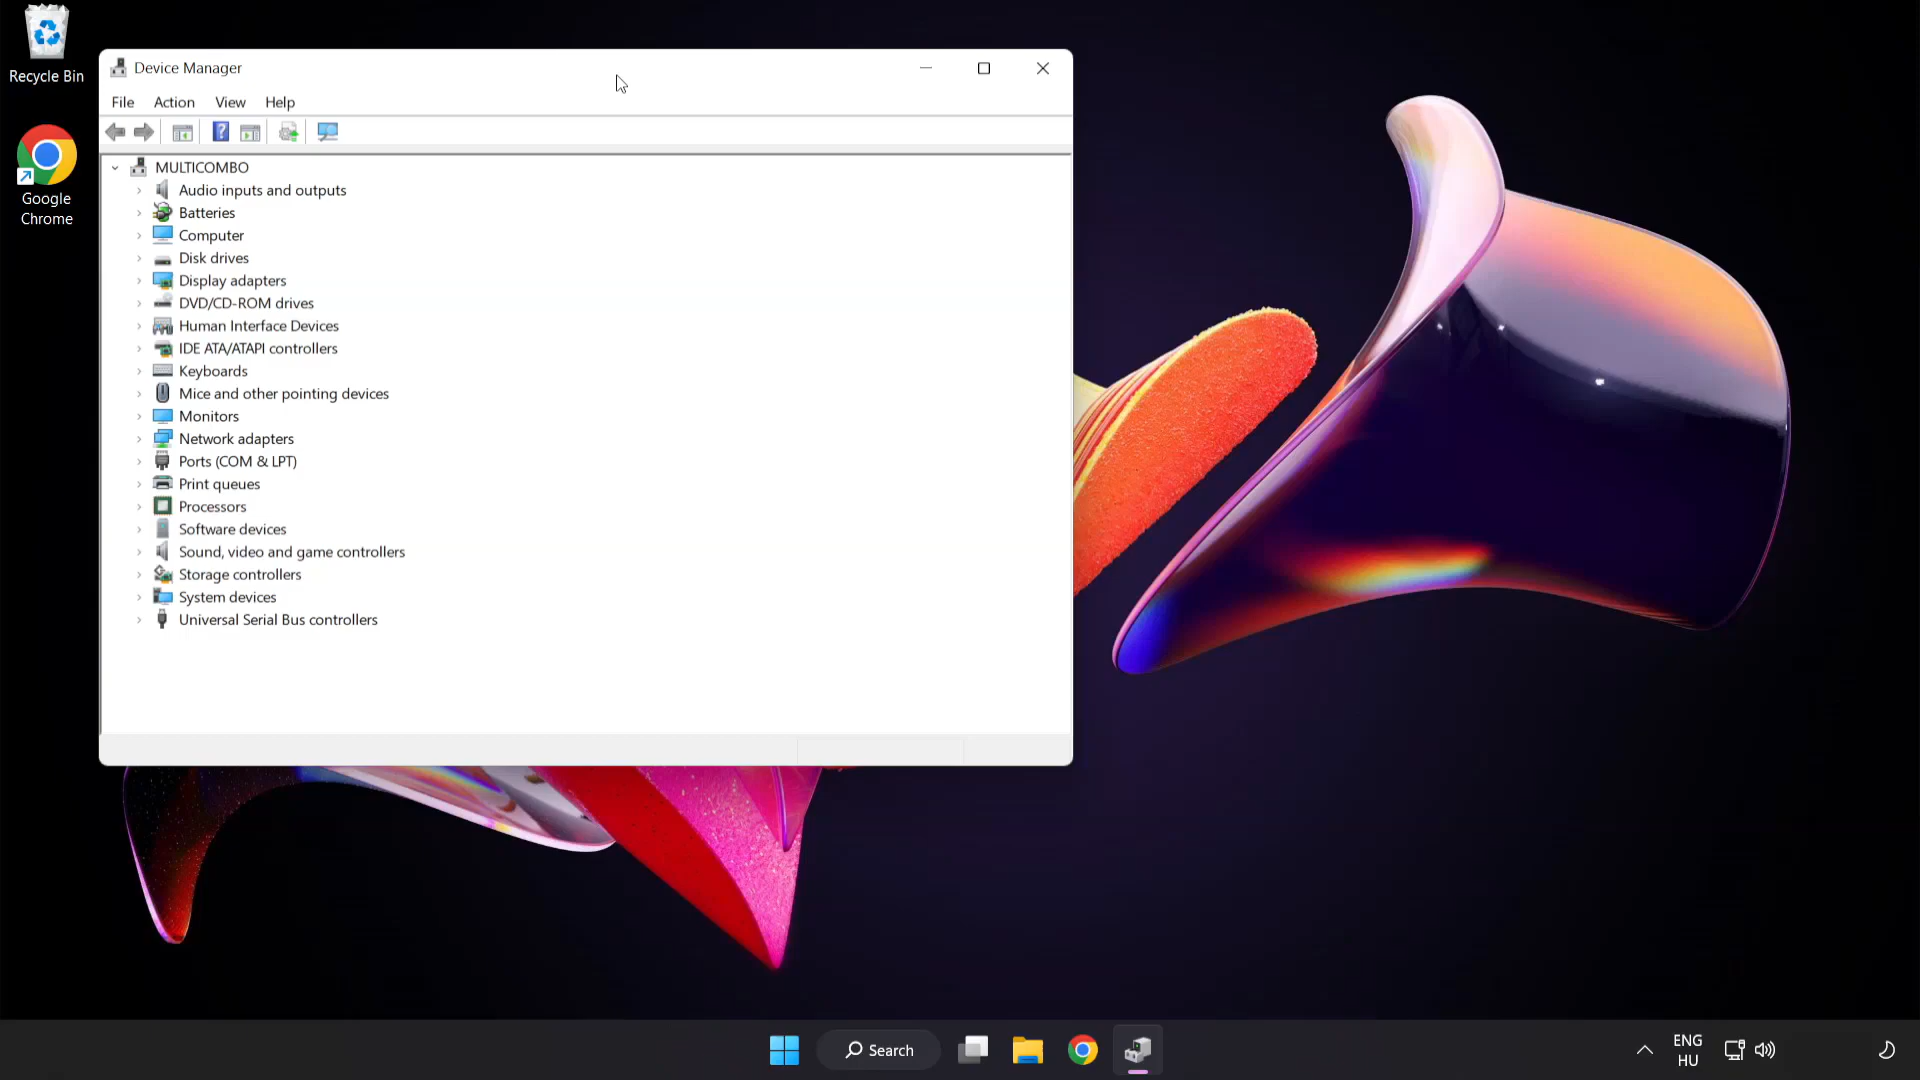 Recycle Bin
Google
Chrome
Device Manager
File Action View Help
MULTICOMBO
Audio inputs and outputs
Batteries
Computer
Disk drives
Display adapters
DVD/CD-ROM drives
Human Interface Devices
IDE ATA/ATAPI controllers
Keyboards
Mice and other pointing devices
Monitors
Network adapters
Ports (COM & LPT)
Print queues
Processors
Software devices
Sound, video and game controllers
Storage controllers
System devices
Universal Serial Bus controllers
Search
ENG
HU